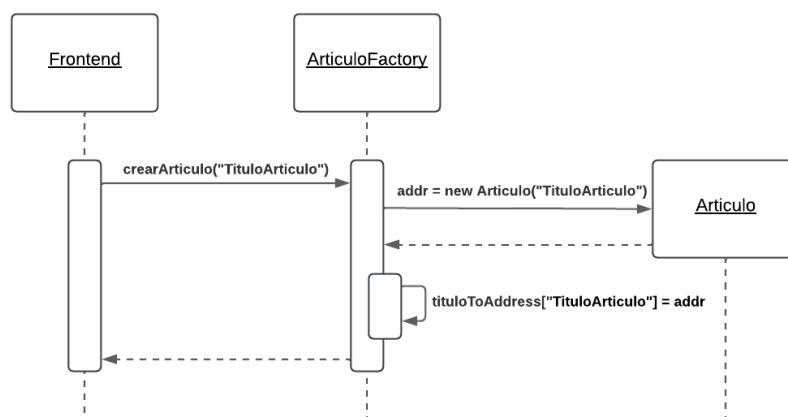 Frontend
ArticuloFactory
crearArticulo("TituloArticulo")
addr = new Articulo("TituloArticulo")
Articulo
tituloToAddress["TituloArticulo"] = addr